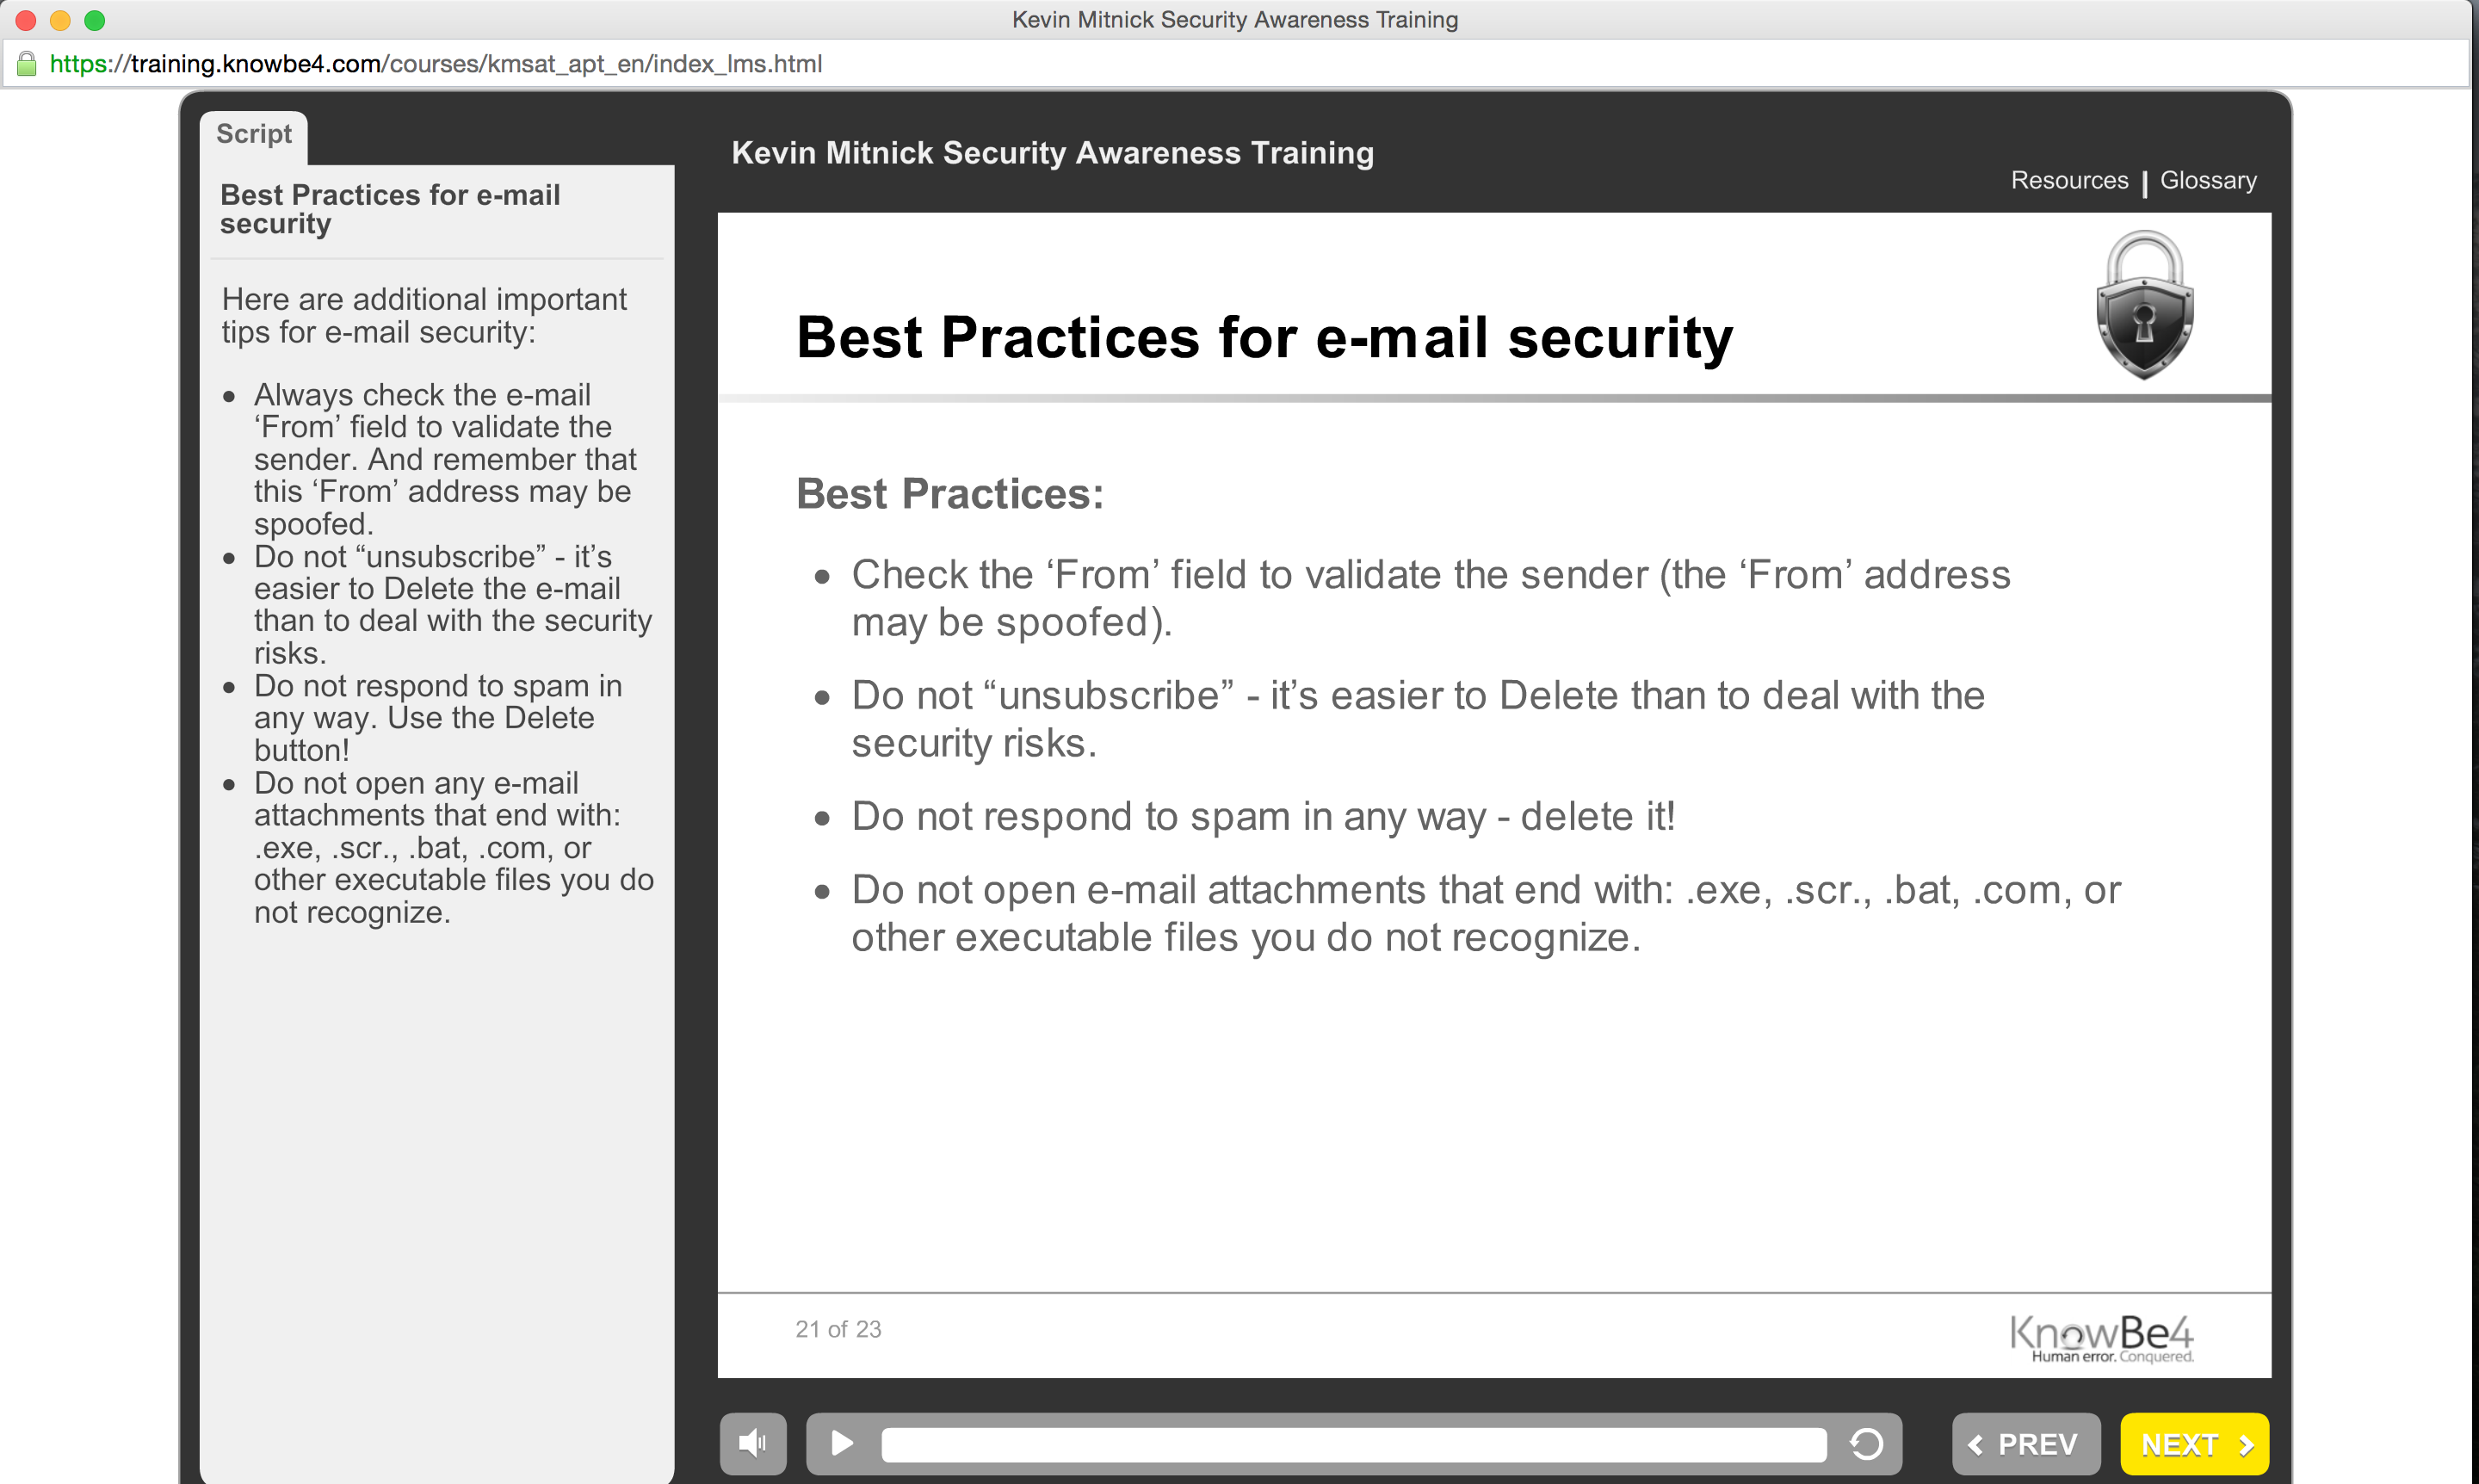 Kevin Mitnick Security Awareness Training
https://training.knowbe4.com/courses/kmsat_apt_en/index_lms.html
Script
Best Practices for e-mail
security
Here are additional important
tips for e-mail security:
• Always check the e-mail
‘From’ field to validate the
sender. And remember that
this ‘From’ address may be
spoofed.
• Do not “unsubscribe” - it’s
easier to Delete the e-mail
than to deal with the security
risks.
• Do not respond to spam in
any way. Use the Delete
button!
• Do not open any e-mail
attachments that end with:
.exe, .scr., .bat, .com, or
other executable files you do
not recognize.
Kevin Mitnick Security Awareness Training
Resources | Glossary
Best Practices for e-mail security
Best Practices:
• Check the ‘From’ field to validate the sender (the ‘From’ address
may be spoofed).
• Do not “unsubscribe” - it’s easier to Delete than to deal with the
security risks.
• Do not respond to spam in any way - delete it!
• Do not open e-mail attachments that end with: .exe, .scr., .bat, .com, or
other executable files you do not recognize.
21 of 23
KnowBe4
Human error. Conquered.
PREV
NEXT